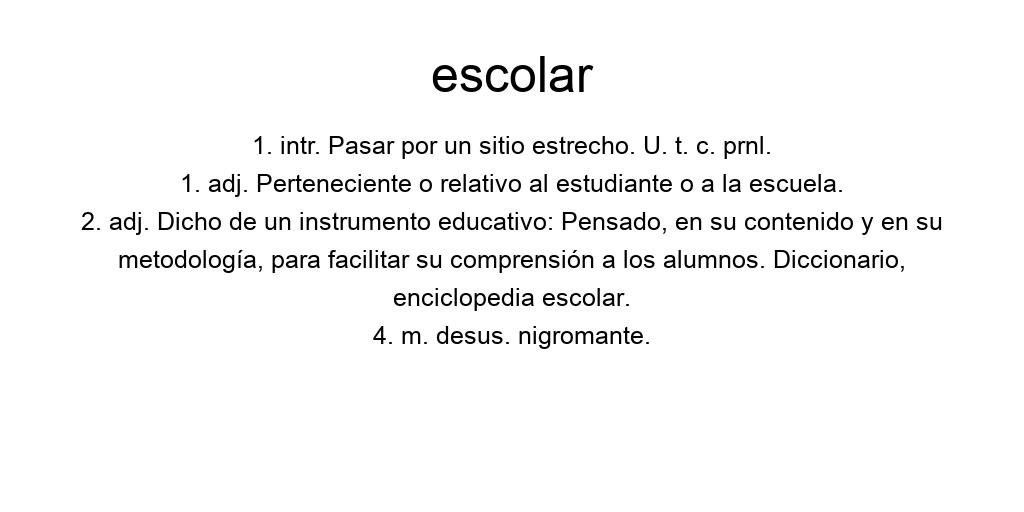 escolar
1. intr. Pasar por un sitio estrecho. U. t. c. prnl.
1. adj. Perteneciente o relativo al estudiante o a la escuela.
2. adj. Dicho de un instrumento educativo: Pensado, en su contenido y en su
metodología, para facilitar su comprensión a los alumnos. Diccionario,
enciclopedia escolar.
4. m. desus. nigromante.